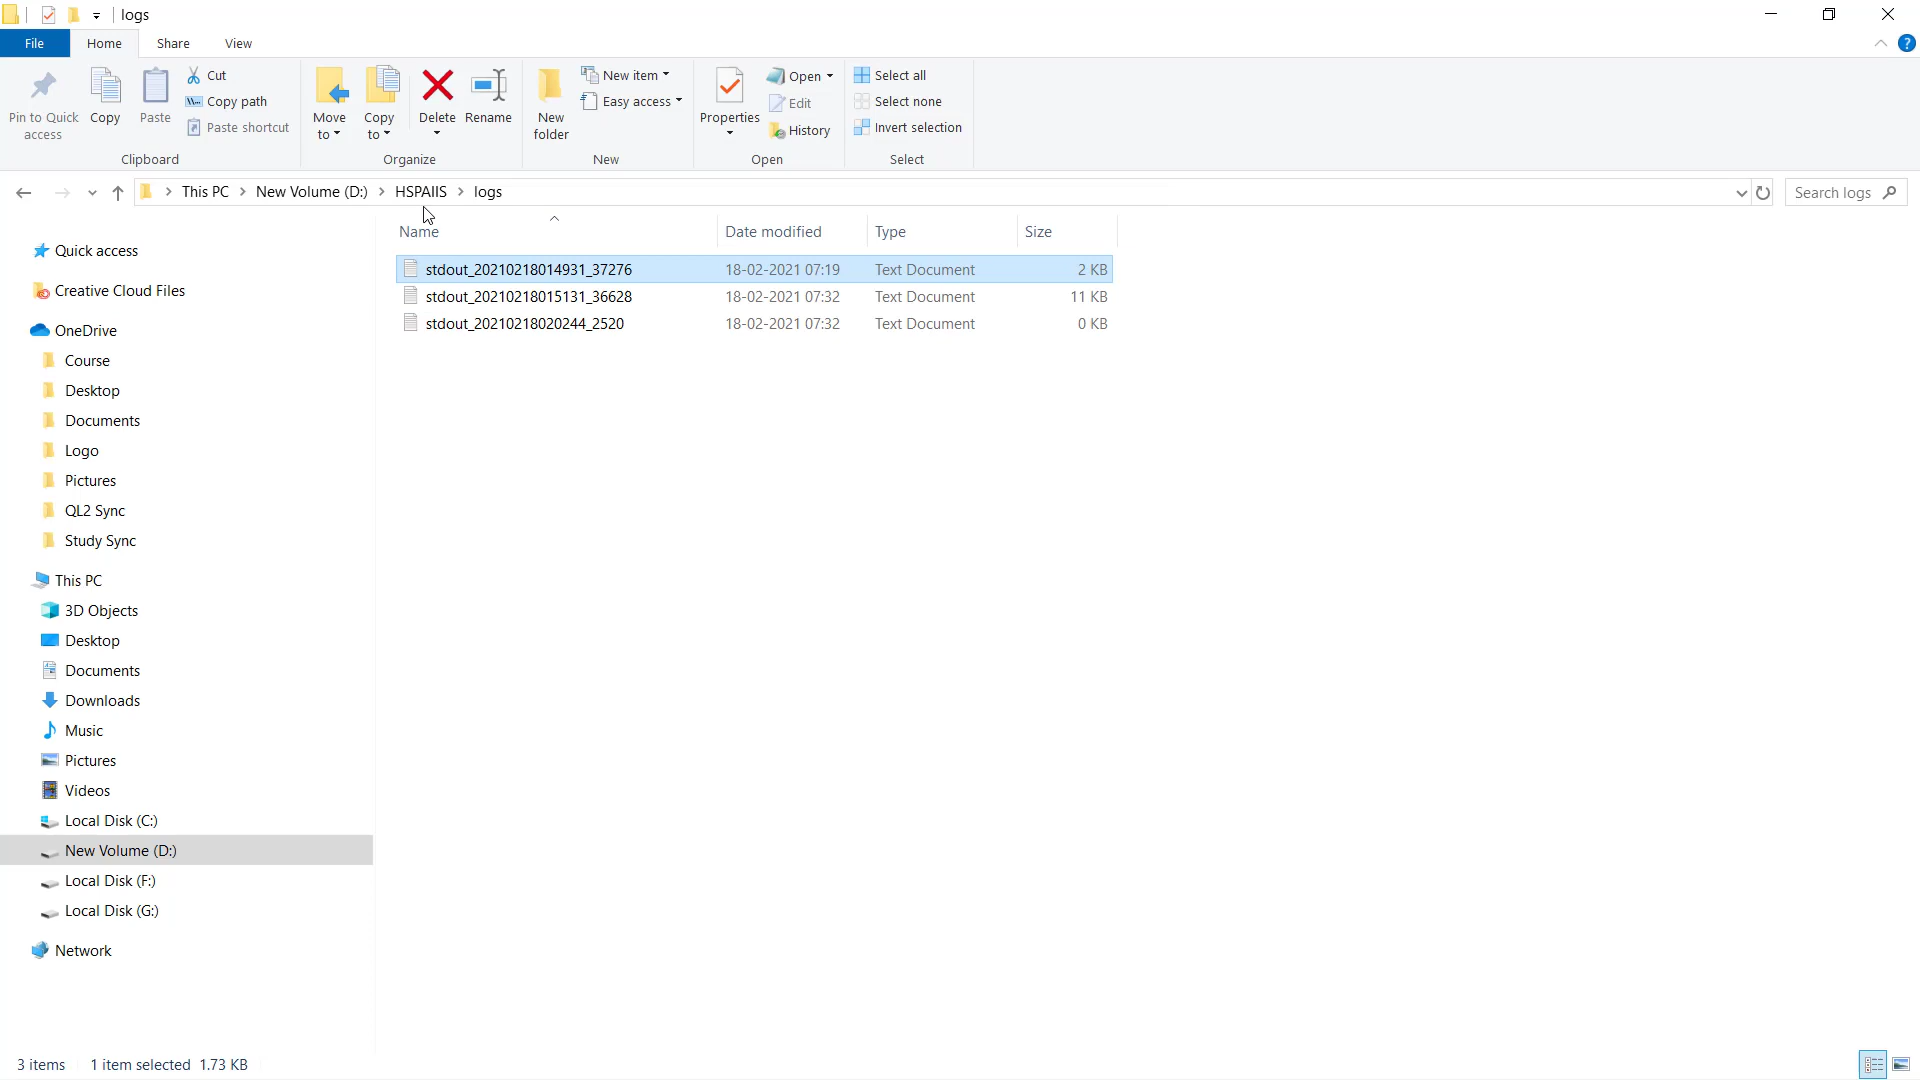 logs
File Home Share View
Pin to Quick access
Copy
Paste
Cut
Copy path
Paste shortcut
Clipboard
Move to
Copy to
Delete
Rename
Organize
New folder
New item
Easy access
New
Properties
Open
Edit
History
Open
Select all
Select none
Invert selection
Select
This PC New Volume (D:) HSPAIIS logs
Search logs
Name Date modified Type Size
stdout_20210218014931_37276 18-02-2021 07:19 Text Document 2 KB
stdout_20210218015131_36628 18-02-2021 07:32 Text Document 11 KB
stdout_20210218020244_2520 18-02-2021 07:32 Text Document 0 KB
Quick access
Creative Cloud Files
OneDrive
Course
Desktop
Documents
Logo
Pictures
QL2 Sync
Study Sync
This PC
3D Objects
Desktop
Documents
Downloads
Music
Pictures
Videos
Local Disk (C:)
New Volume (D:)
Local Disk (F:)
Local Disk (G:)
Network
3 items 1 item selected 1.73 KB